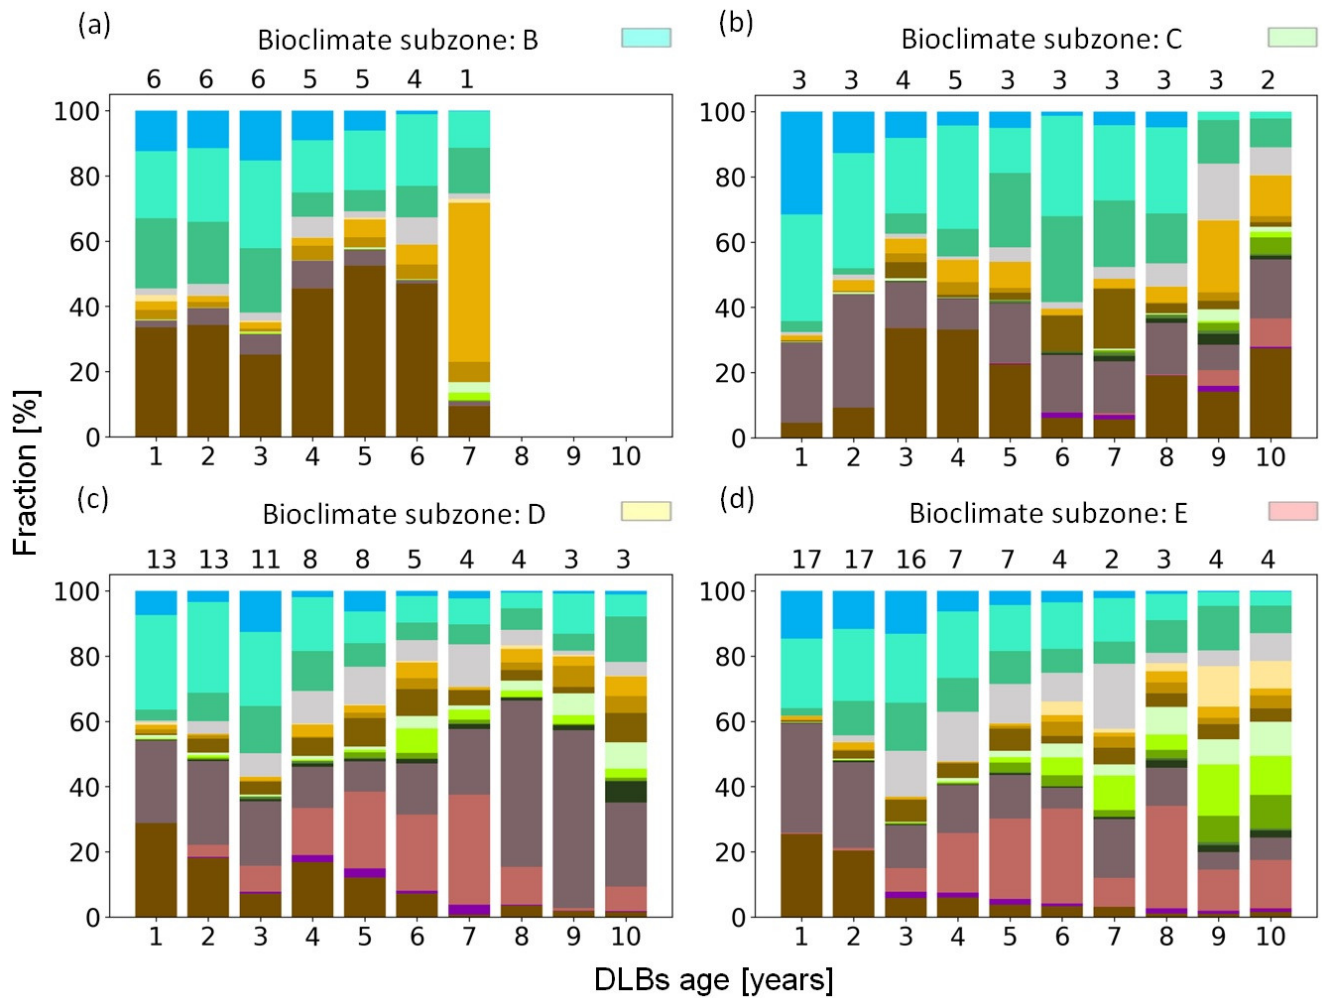 (a)
Bioclimate subzone: B
6 6 6 5 5 4 1
100
80
60
40
20
0
1 2 3 4 5 6 7 8 9 10
(b)
Bioclimate subzone: C
3 3 4 5 3 3 3 3 3 2
100
80
60
40
20
0
1 2 3 4 5 6 7 8 9 10
(c)
Bioclimate subzone: D
13 13 11 8 8 5 4 4 3 3
100
80
60
40
20
0
1 2 3 4 5 6 7 8 9 10
(d)
Bioclimate subzone: E
17 17 16 7 7 4 2 3 4 4
100
80
60
40
20
0
1 2 3 4 5 6 7 8 9 10
Fraction [%]
DLBs age [years]